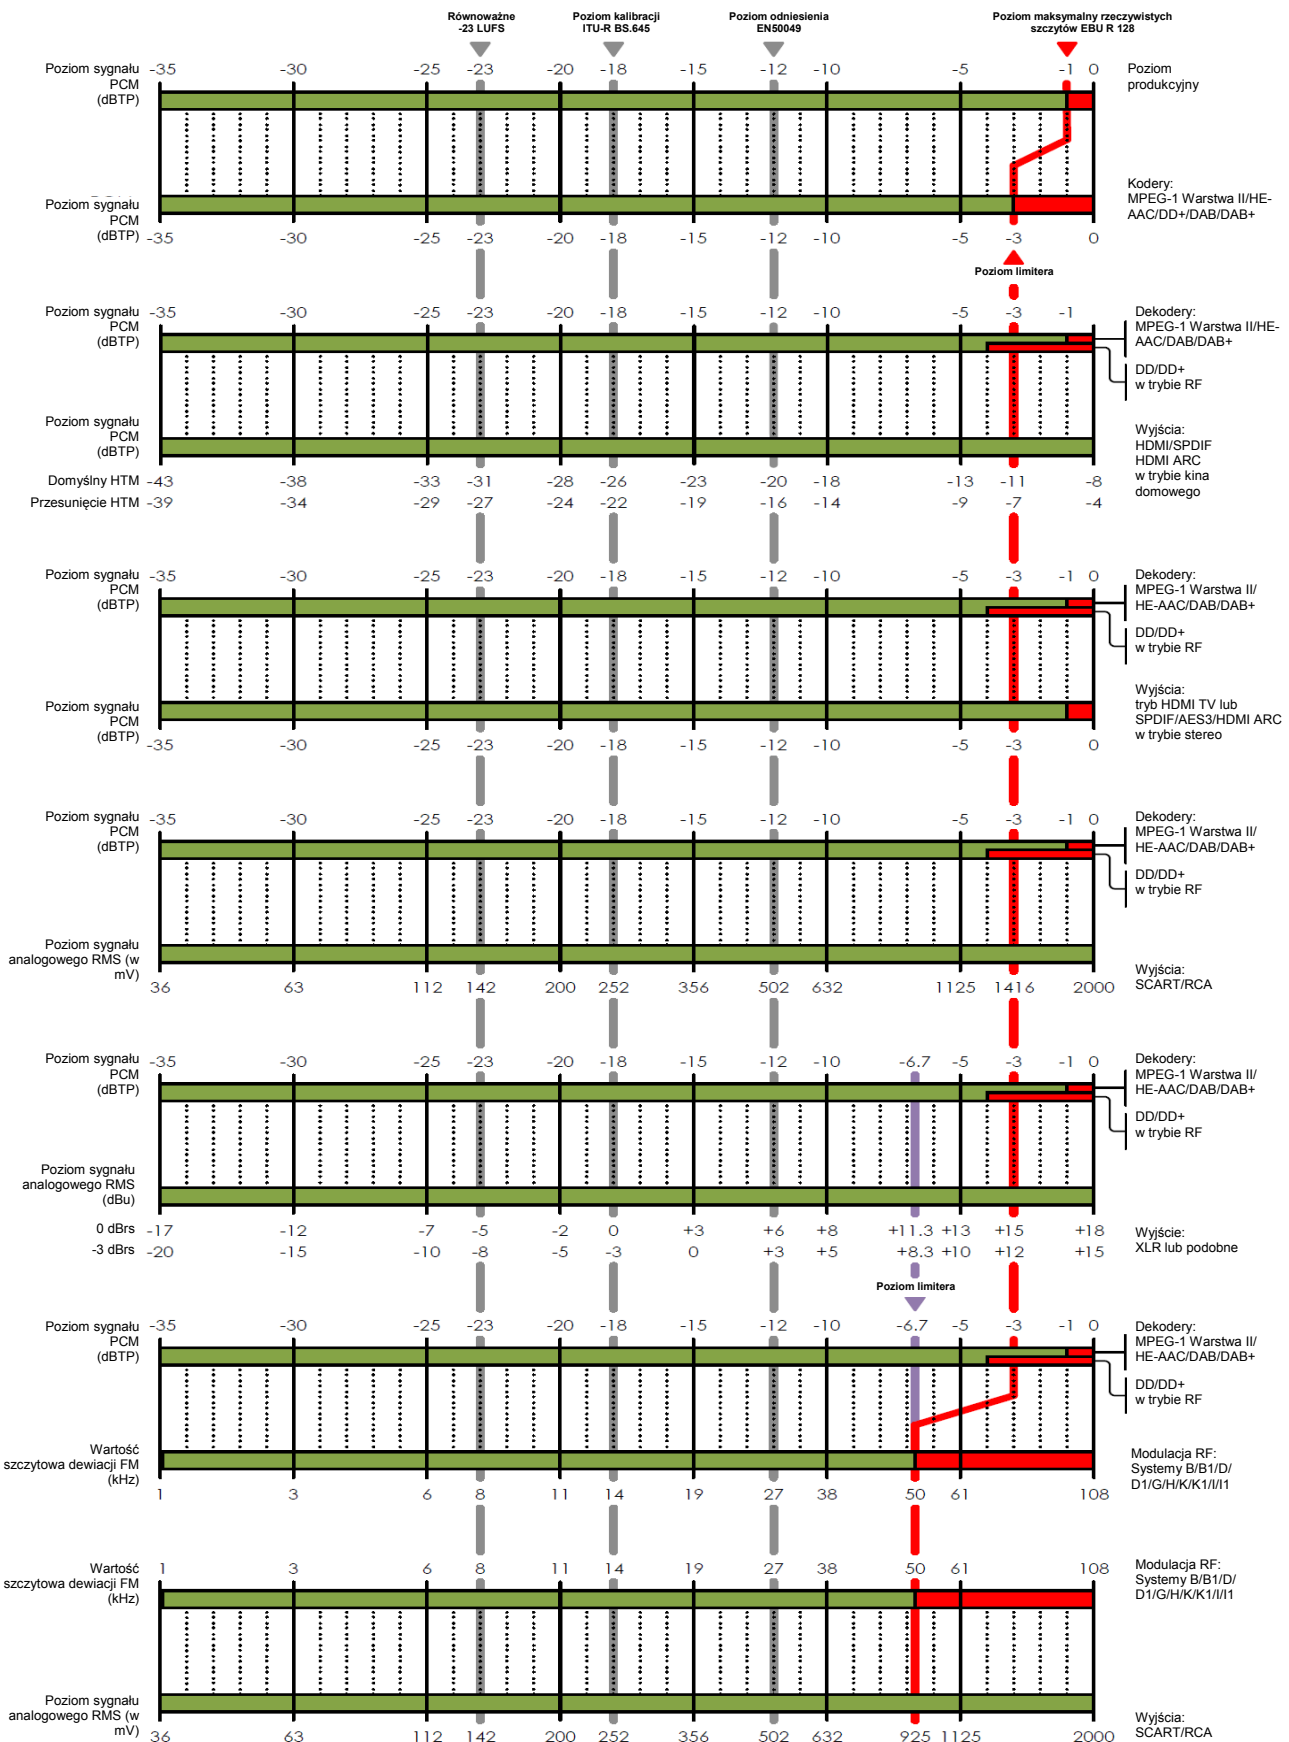 Równoważne
-23 LUFS
Poziom kalibracji
ITU-R BS.645
Poziom odniesienia
EN50049
Poziom maksymalny rzeczywistych
szczytów EBU R 128
Poziom sygnału
PCM
(dBTP)
-35 -30 -25 -23 -20 -18 -15 -12 -10 -5 -1 0
Poziom
produkcyjny
Kodery:
MPEG-1 Warstwa II/HE-
AAC/DD+/DAB/DAB+
Poziom sygnału
PCM
(dBTP)
-35 -30 -25 -23 -20 -18 -15 -12 -10 -5 -3 0
Poziom limitera
Poziom sygnału
PCM
(dBTP)
-35 -30 -25 -23 -20 -18 -15 -12 -10 -5 -3 -1
Dekodery:
MPEG-1 Warstwa II/HE-
AAC/DAB/DAB+
DD/DD+
w trybie RF
Poziom sygnału
PCM
(dBTP)
Wyjścia:
HDMI/SPDIF
HDMI ARC
w trybie kina
domowego
Domyślny HTM -43 -38 -33 -31 -28 -26 -23 -20 -18 -13 -11 -8
Przesunięcie HTM -39 -34 -29 -27 -24 -22 -19 -16 -14 -9 -7 -4
Poziom sygnału
PCM
(dBTP)
-35 -30 -25 -23 -20 -18 -15 -12 -10 -5 -3 -1 0
Dekodery:
MPEG-1 Warstwa II/
HE-AAC/DAB/DAB+
DD/DD+
w trybie RF
Poziom sygnału
PCM
(dBTP)
Wyjścia:
tryb HDMI TV lub
SPDIF/AES3/HDMI ARC
w trybie stereo
-35 -30 -25 -23 -20 -18 -15 -12 -10 -5 -3 0
Poziom sygnału
PCM
(dBTP)
-35 -30 -25 -23 -20 -18 -15 -12 -10 -5 -3 -1 0
Dekodery:
MPEG-1 Warstwa II/
HE-AAC/DAB/DAB+
DD/DD+
w trybie RF
Poziom sygnału
analogowego RMS (w
mV)
Wyjścia:
SCART/RCA
36 63 112 142 200 252 356 502 632 1125 1416 2000
Poziom sygnału
PCM
(dBTP)
-35 -30 -25 -23 -20 -18 -15 -12 -10 -6.7 -5 -3 -1 0
Dekodery:
MPEG-1 Warstwa II/
HE-AAC/DAB/DAB+
DD/DD+
w trybie RF
Poziom sygnału
analogowego RMS
(dBu)
0 dBrs -17 -12 -7 -5 -2 0 +3 +6 +8 +11.3 +13 +15 +18
-3 dBrs -20 -15 -10 -8 -5 -3 0 +3 +5 +8.3 +10 +12 +15
Wyjście:
XLR lub podobne
Poziom limitera
Poziom sygnału
PCM
(dBTP)
-35 -30 -25 -23 -20 -18 -15 -12 -10 -6.7 -5 -3 -1 0
Dekodery:
MPEG-1 Warstwa II/
HE-AAC/DAB/DAB+
DD/DD+
w trybie RF
Wartość
szczytowa dewiacji FM
(kHz)
Modulacja RF:
Systemy B/B1/D/
D1/G/H/K/K1/I/I1
1 3 6 8 11 14 19 27 38 50 61 108
Wartość
szczytowa dewiacji FM
(kHz)
1 3 6 8 11 14 19 27 38 50 61 108
Modulacja RF:
Systemy B/B1/D/
D1/G/H/K/K1/I/I1
Poziom sygnału
analogowego RMS (w
mV)
Wyjścia:
SCART/RCA
36 63 112 142 200 252 356 502 632 925 1125 2000